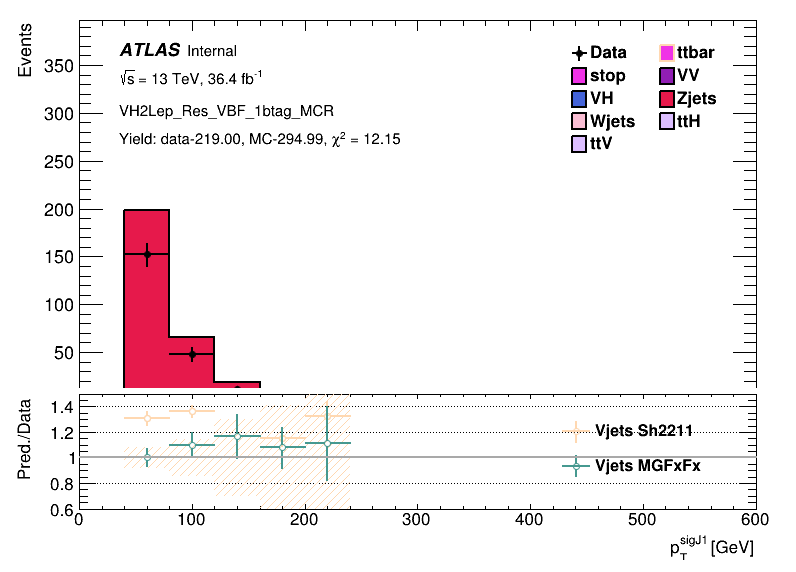 Events
ATLAS Internal
√s = 13 TeV, 36.4 fb-1
VH2Lep_Res_VBF_1btag_MCR
Yield: data-219.00, MC-294.99, χ2 = 12.15
Data
ttbar
stop
VV
VH
Zjets
Wjets
ttH
ttV
350
300
250
200
150
100
50
Pred./Data
1.4
1.2
1
0.8
0.6
Vjets Sh2211
Vjets MGFxFx
0 100 200 300 400 500 600
pTsigJ1 [GeV]